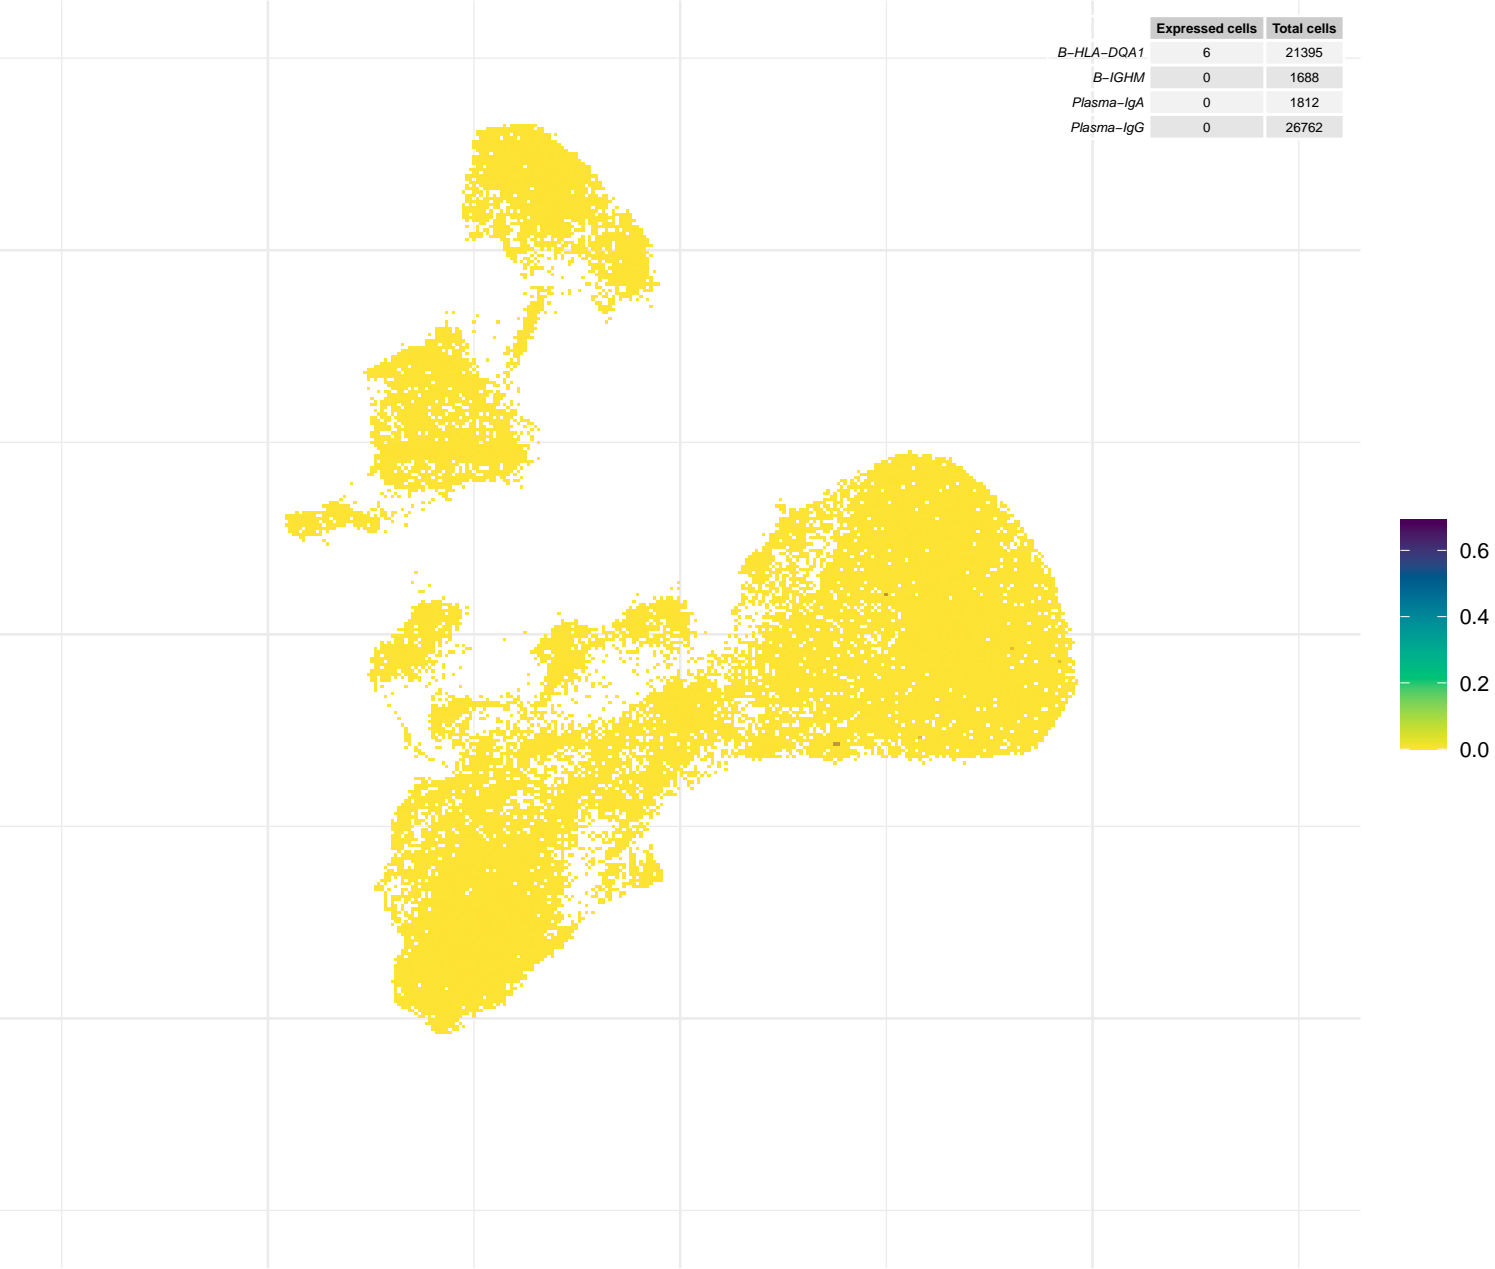 Expressed cells Total cells
B−HLA−DQA1 6 21395
B−IGHM 0 1688
Plasma−IgA 0 1812
Plasma−IgG 0 26762
0.6
0.4
0.2
0.0